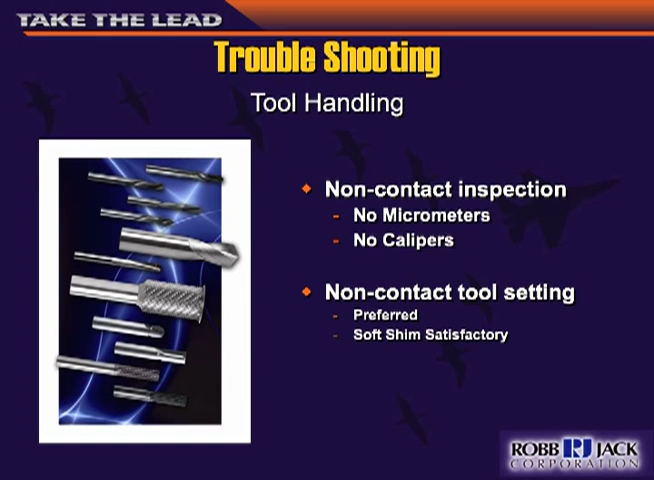 TAKE THE LEAD
Trouble Shooting
Tool Handling
Non-contact inspection
- No Micrometers
- No Calipers
Non-contact tool setting
- Preferred
- Soft Shim Satisfactory
ROBB RJ JACK
CORPORATION